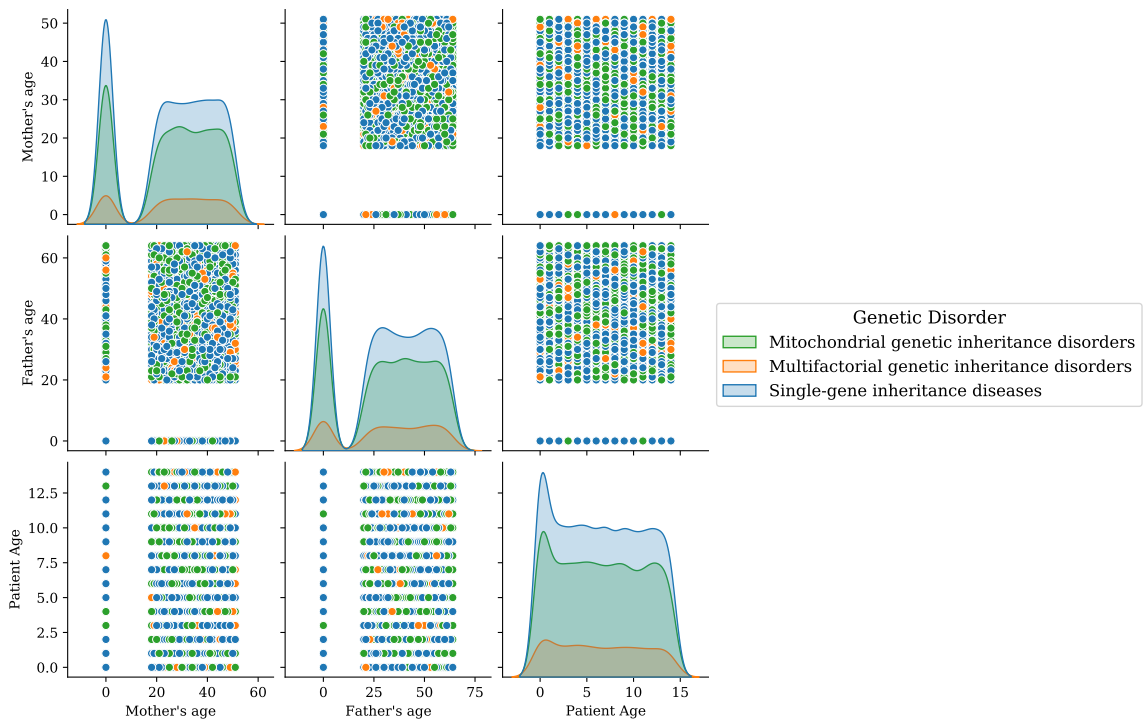 50
40
30
20
10
0
Mother's age
60
40
20
0
Father's age
Genetic Disorder
Mitochondrial genetic inheritance disorders
Multifactorial genetic inheritance disorders
Single-gene inheritance diseases
12.5
10.0
7.5
5.0
2.5
0.0
Patient Age
0 20 40 60
Mother's age
0 25 50 75
Father's age
0 5 10 15
Patient Age